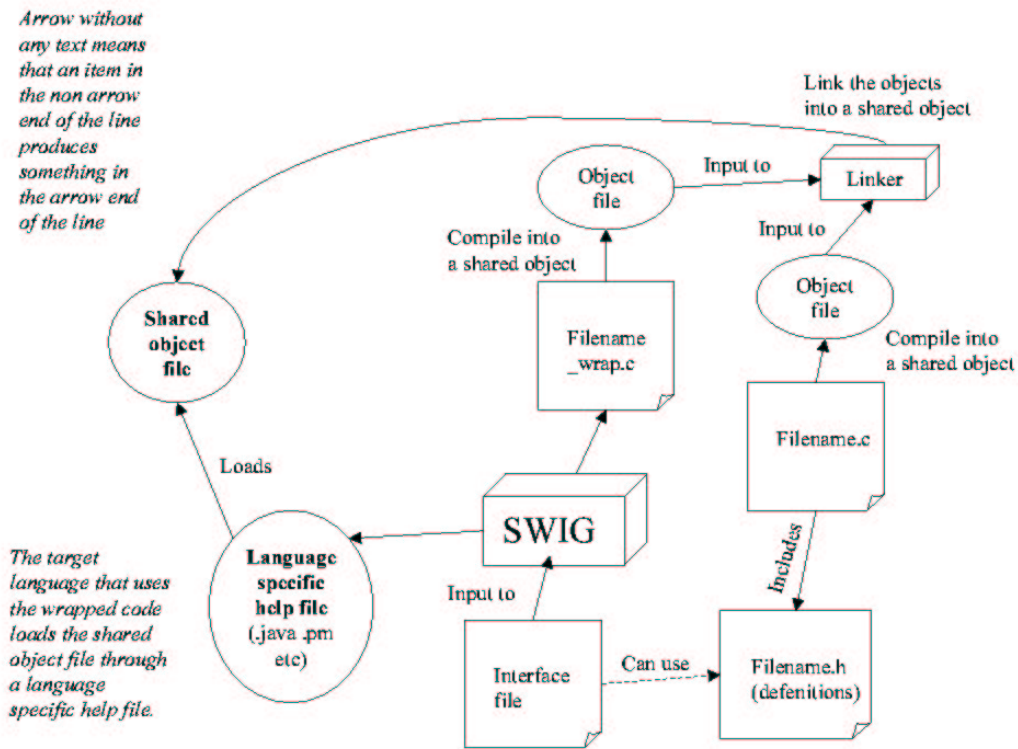 Arrow without
any text means
that an item in
the non arrow
end of the line
produces
something in
the arrow end
of the line
Link the objects
into a shared object
Object
file
Input to
Linker
Input to
Compile into
a shared object
Object
file
Shared
object
file
Filename
_wrap.c
Compile into
a shared object
Filename.c
Loads
SWIG
Includes
The target
language that uses
the wrapped code
loads the shared
object file through
a language
specific help file.
Language
specific
help file
(.java .pm
etc)
Input to
Interface
file
Can use
Filename.h
(defenitions)